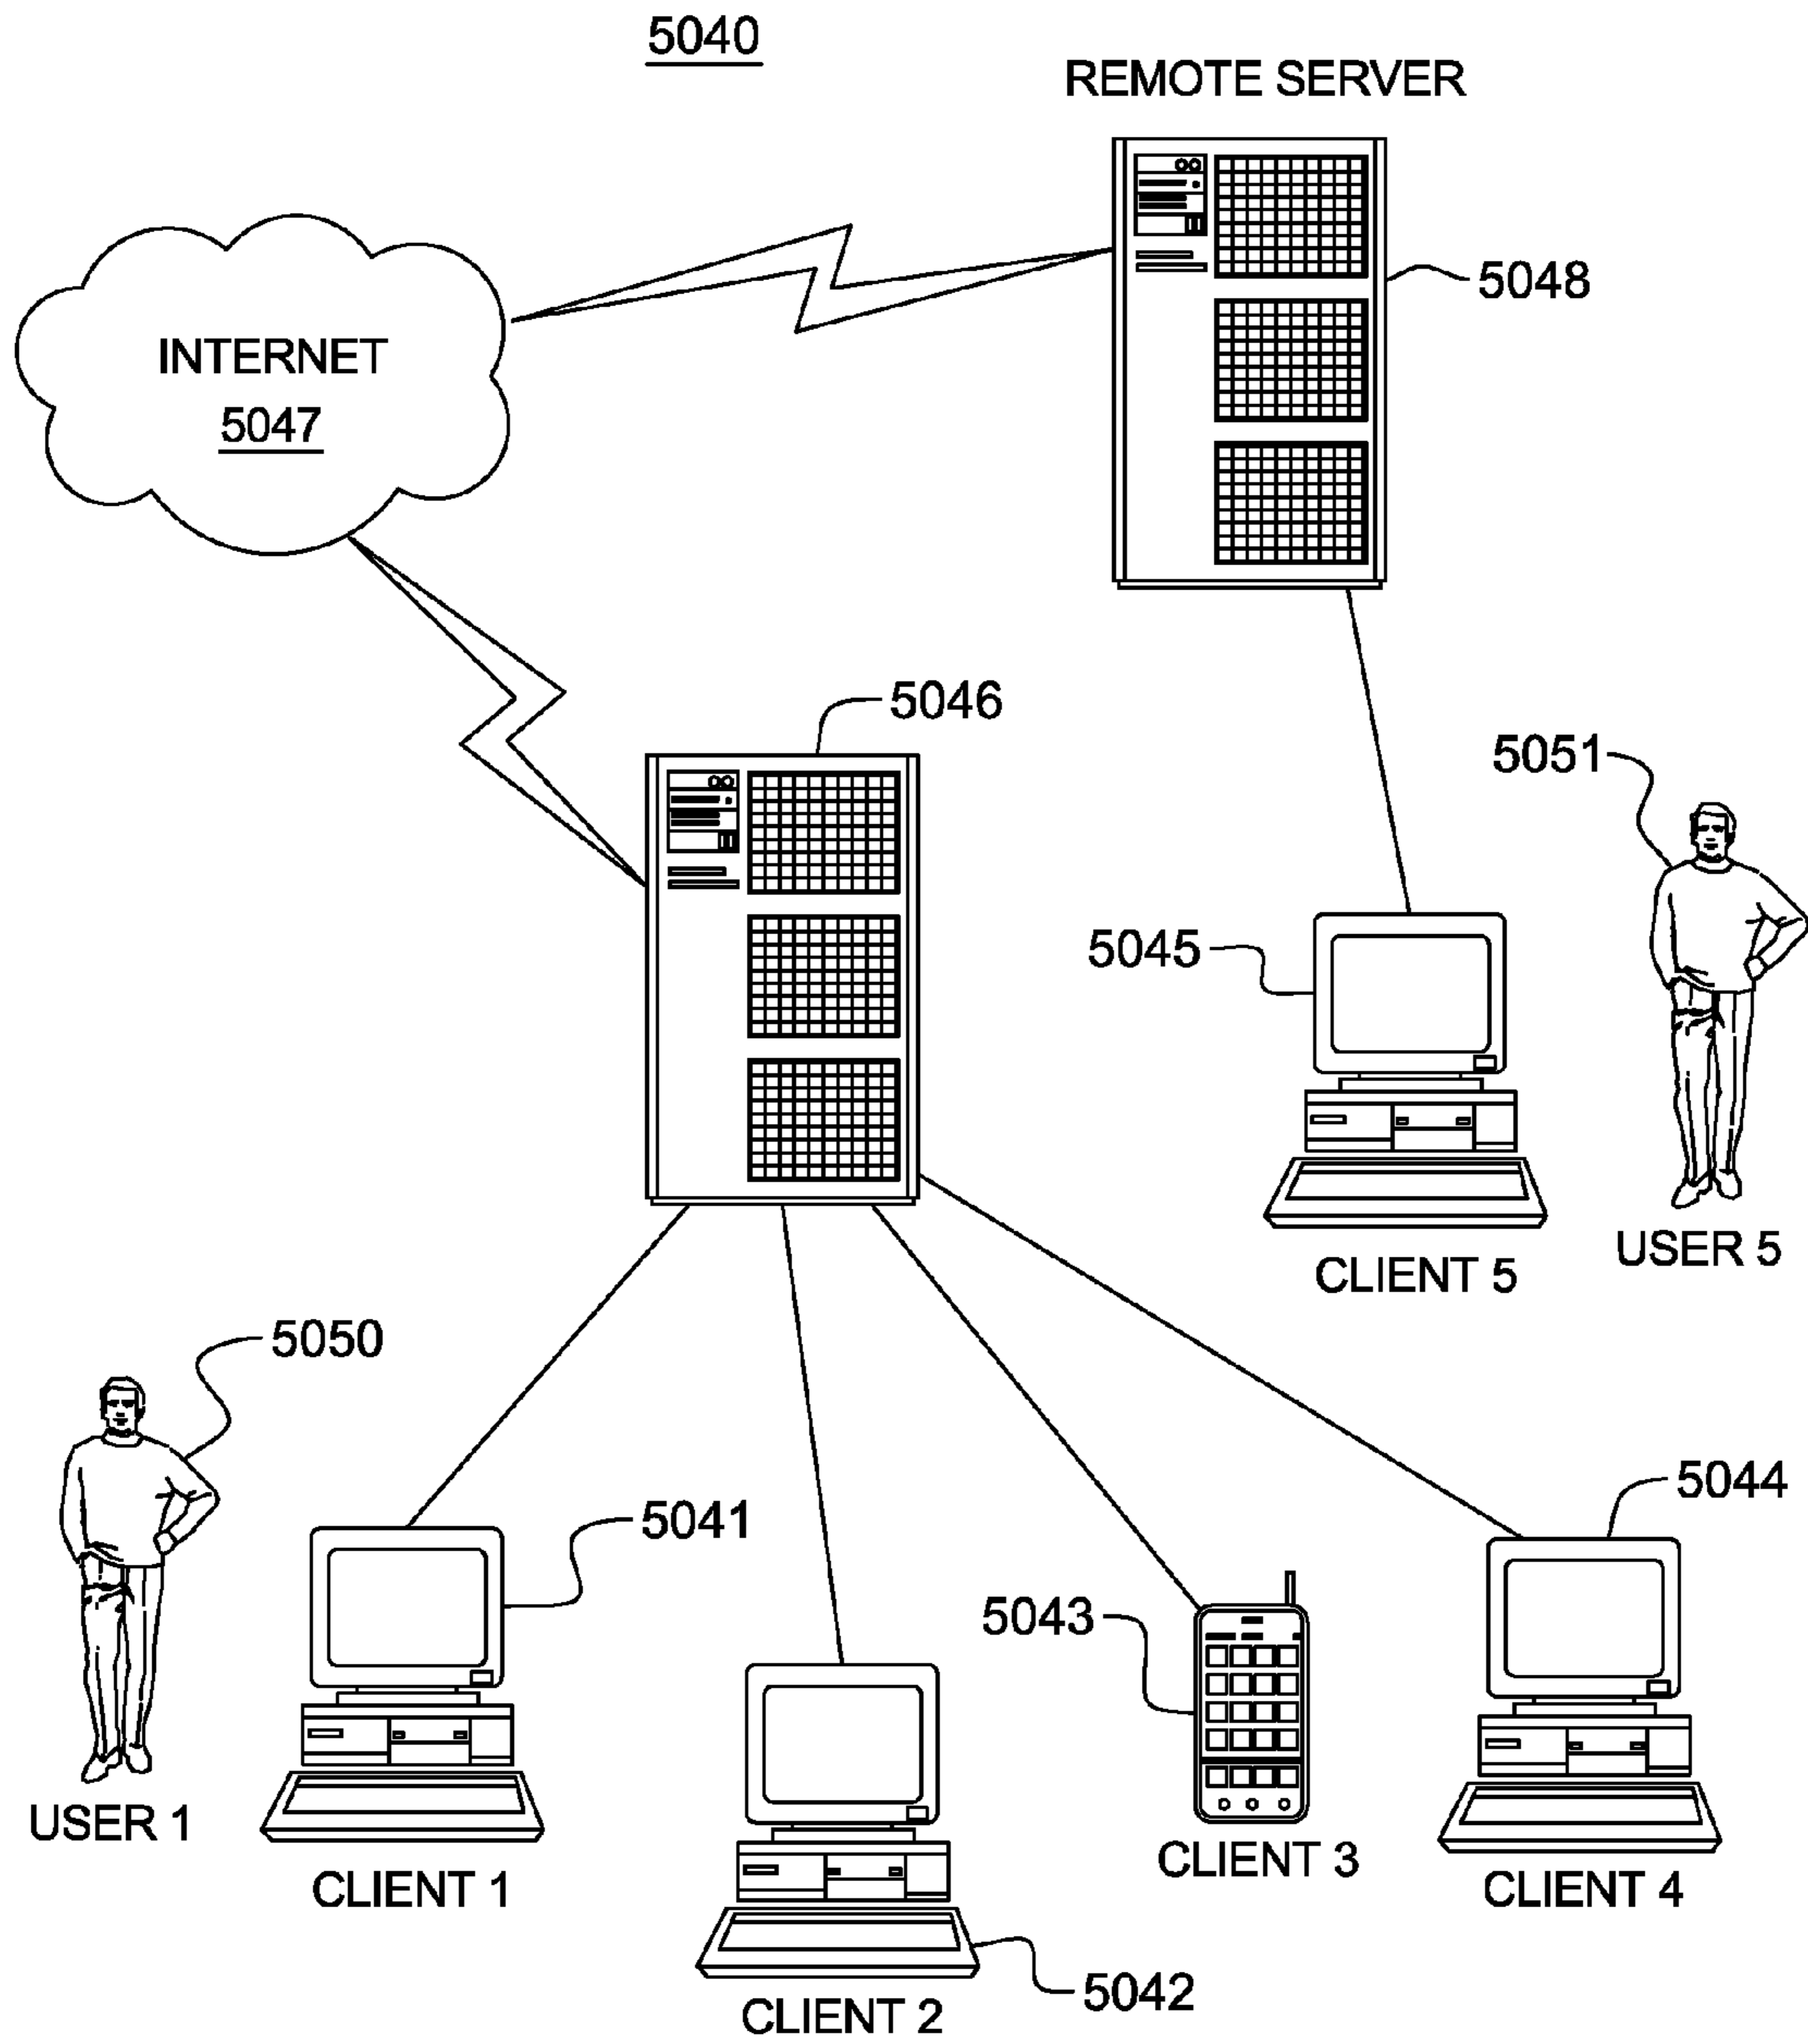 5040
REMOTE SERVER
5048
INTERNET
5047
5046
5051
5045
USER 5
CLIENT 5
5050
5044
5041
5043
USER 1
CLIENT 3
CLIENT 1
CLIENT 4
5042
CLIENT 2